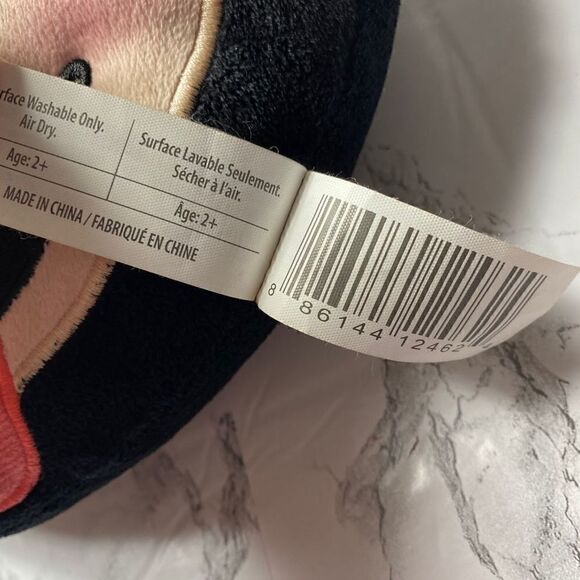 Surface Washable Only.
Air Dry.
Age: 2+
Surface Lavable Seulement.
Sécher à l'air.
Âge: 2+
MADE IN CHINA / FABRIQUÉ EN CHINE
8 86144 12462